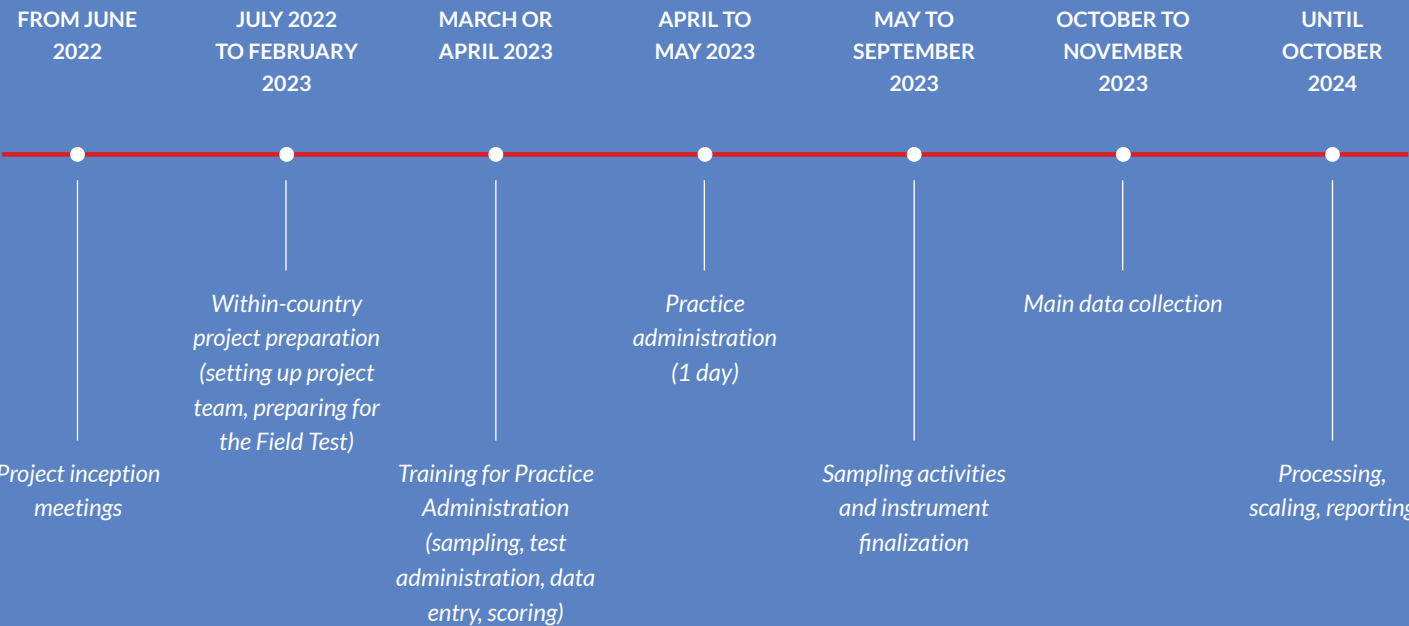 FROM JUNE
2022
JULY 2022
TO FEBRUARY
2023
MARCH OR
APRIL 2023
APRIL TO
MAY 2023
MAY TO
SEPTEMBER
2023
OCTOBER TO
NOVEMBER
2023
UNTIL
OCTOBER
2024
Project inception
meetings
Within-country
project preparation
(setting up project
team, preparing for
the Field Test)
Training for Practice
Administration
(sampling, test
administration, data
entry, scoring)
Practice
administration
(1 day)
Sampling activities
and instrument
finalization
Main data collection
Processing,
scaling, reporting